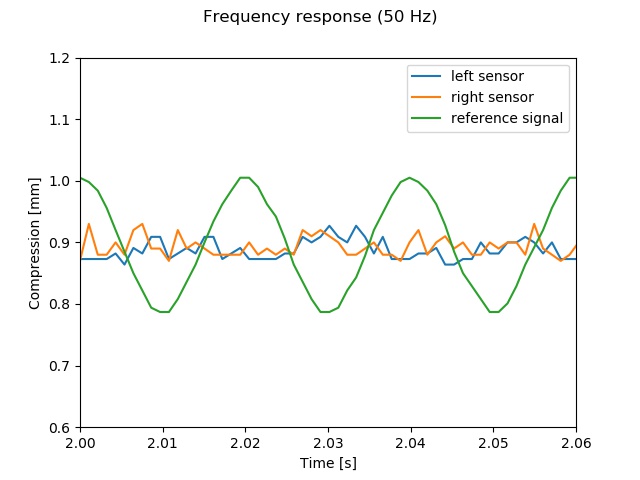 Frequency response (50 Hz)
1.2
1.1
1.0
0.9
0.8
0.7
0.6
Compression [mm]
left sensor
right sensor
reference signal
2.00 2.01 2.02 2.03 2.04 2.05 2.06
Time [s]